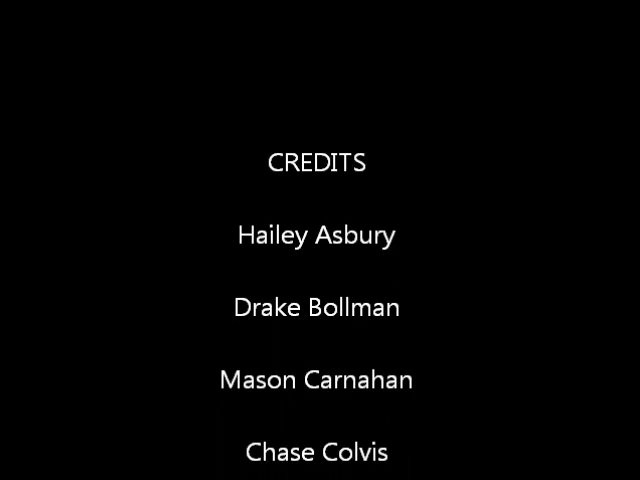 CREDITS
Hailey Asbury
Drake Bollman
Mason Carnahan
Chase Colvis